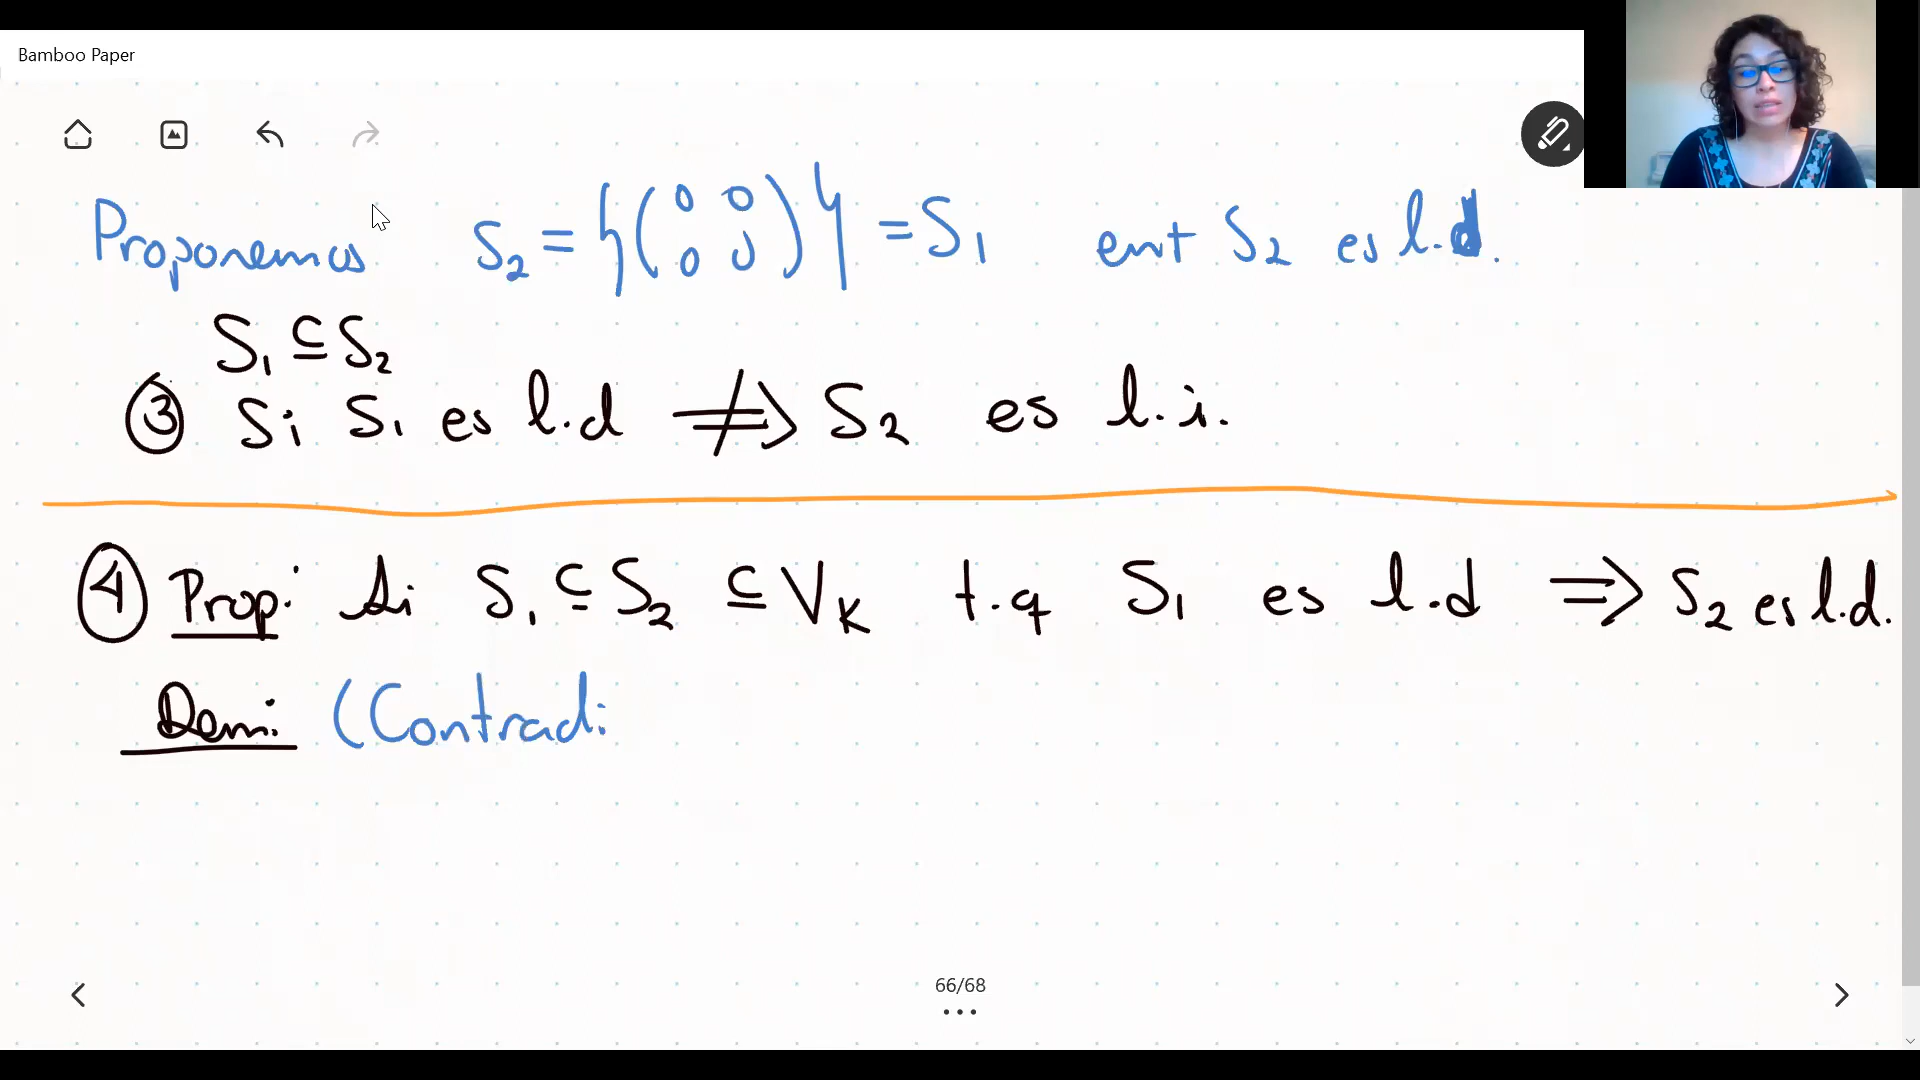 Bamboo Paper
Proponemos S₂ = {(0 0 0 0)} = S₁ ent S₂ es l.d.
S₁ ⊆ S₂
③ Si S₁ es l.d ⇏ S₂ es l.i.
④ Prop: Si S₁ ⊆ S₂ ⊆ V_K t.q S₁ es l.d ⇒ S₂ es l.d.
Dem: (Contradi
66/68